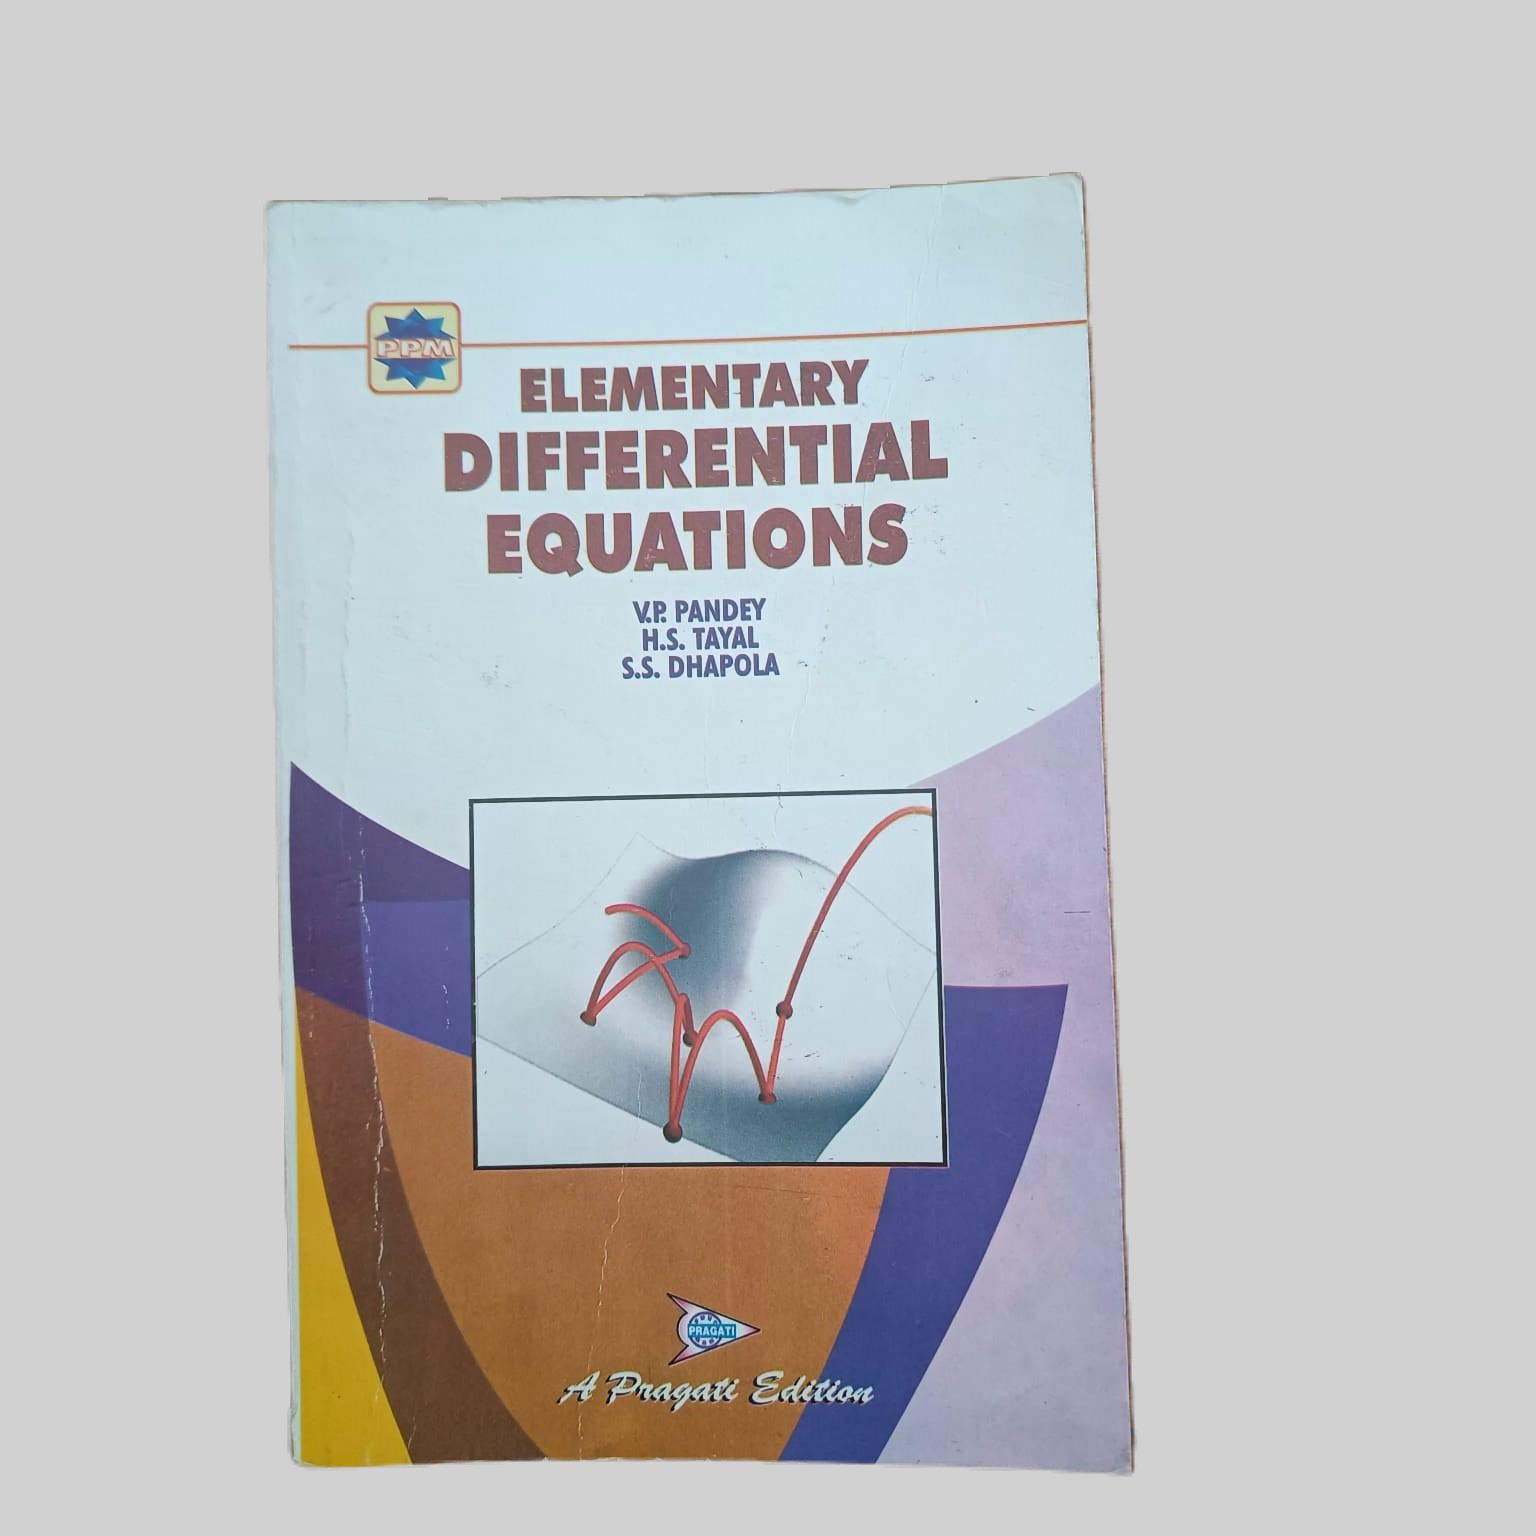 PPM
ELEMENTARY
DIFFERENTIAL
EQUATIONS
V.P. PANDEY
H.S. TAYAL
S.S. DHAPOLA
PRAGATI
A Pragati Edition